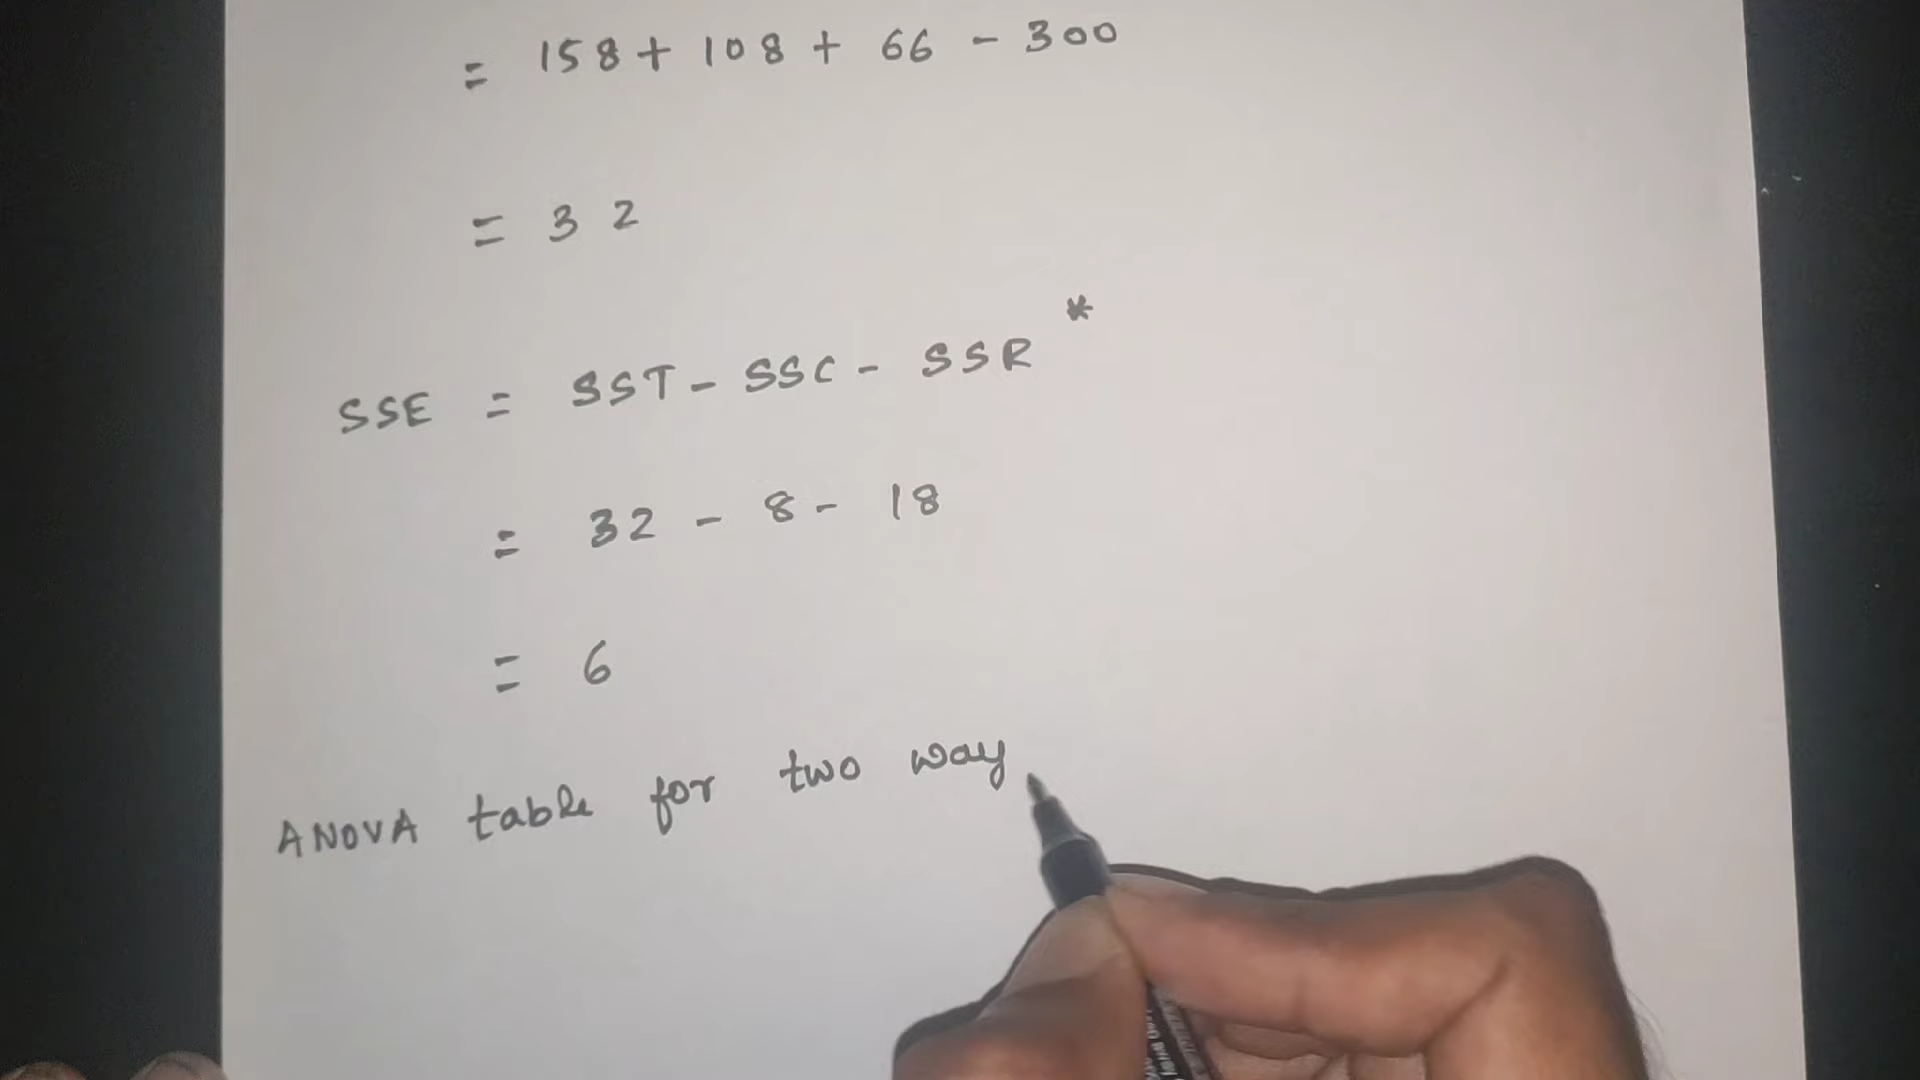 = 158 + 108 + 66 - 300
= 32
SSE = SST - SSC - SSR *
= 32 - 8 - 18
= 6
ANOVA table for two way